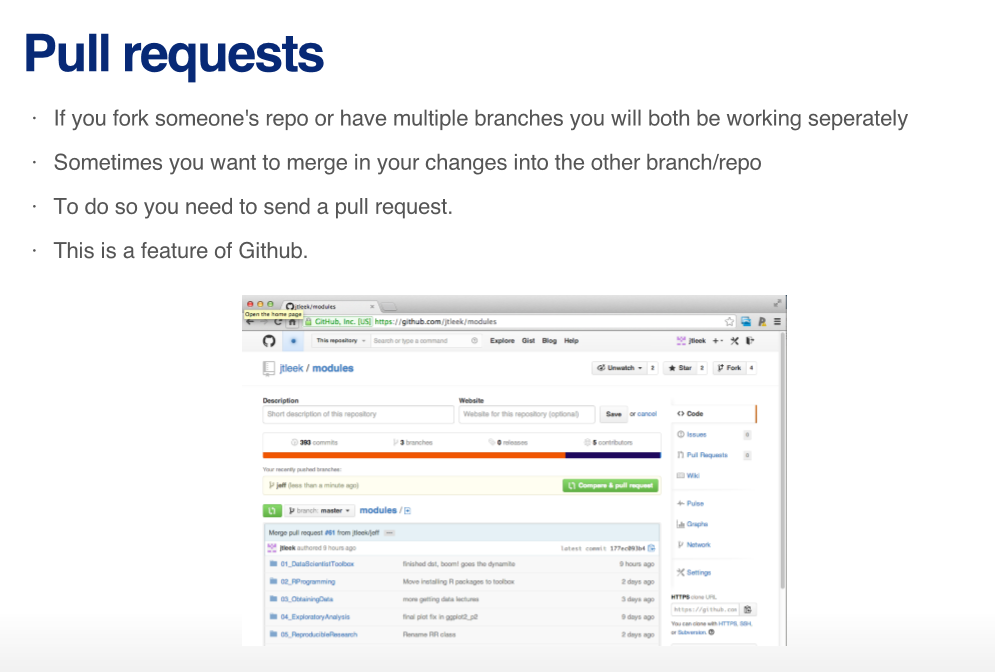 Pull requests
· If you fork someone's repo or have multiple branches you will both be working seperately
· Sometimes you want to merge in your changes into the other branch/repo
· To do so you need to send a pull request.
· This is a feature of Github.
jtleek/modules
Open the home page
GitHub, Inc. [US] https://github.com/jtleek/modules
This repository Search or type a command Explore Gist Blog Help jtleek
jtleek / modules Unwatch 2 Star 2 Fork 4
Description Website
Short description of this repository Website for this repository (optional) Save or cancel
393 commits 3 branches 0 releases 5 contributors
Your recently pushed branches:
jeff (less than a minute ago) Compare & pull request
branch: master modules /
Merge pull request #61 from jtleek/jeff
jtleek authored 9 hours ago latest commit 177ec093b4
01_DataScientistToolbox finished dst, boom! goes the dynamite 9 hours ago
02_RProgramming Move installing R packages to toolbox 2 days ago
03_ObtainingData more getting data lectures 3 days ago
04_ExploratoryAnalysis final plot fix in ggplot2_p2 9 days ago
05_ReproducibleResearch Rename RR class 2 days ago
Code
Issues 0
Pull Requests 0
Wiki
Pulse
Graphs
Network
Settings
HTTPS clone URL
https://github.com
You can clone with HTTPS, SSH,
or Subversion.